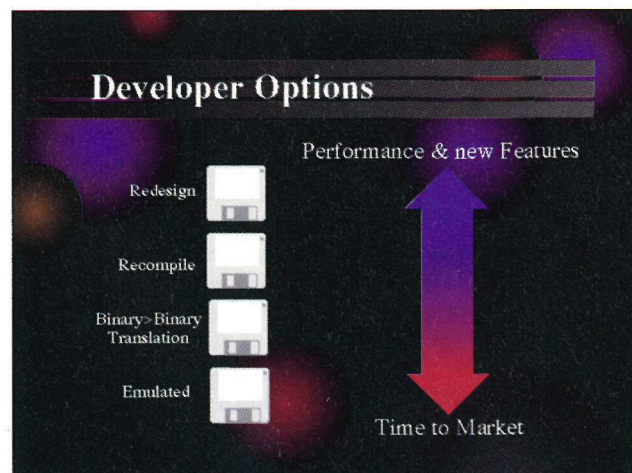 Developer Options
Performance & new Features
Redesign
Recompile
Binary>Binary
Translation
Emulated
Time to Market